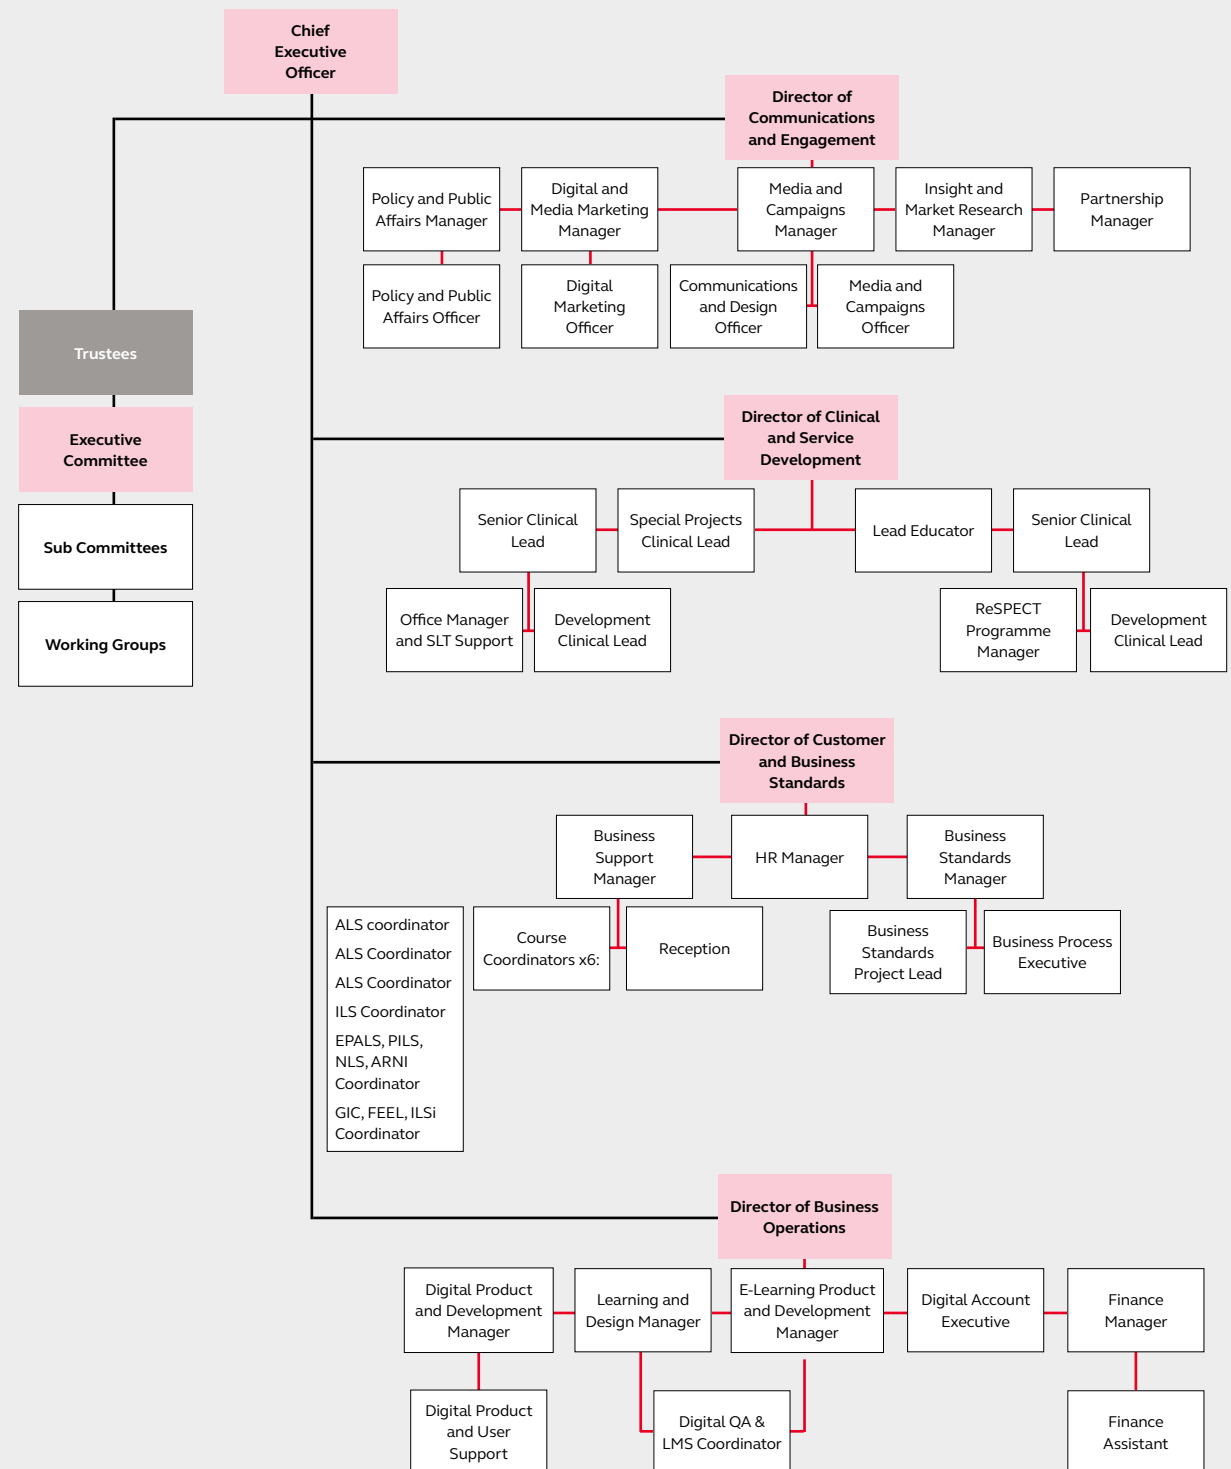 Chief
Executive
Officer
Director of
Communications
and Engagement
Policy and Public
Affairs Manager
Digital and
Media Marketing
Manager
Media and
Campaigns
Manager
Insight and
Market Research
Manager
Partnership
Manager
Policy and Public
Affairs Officer
Digital
Marketing
Officer
Communications
and Design
Officer
Media and
Campaigns
Officer
Trustees
Executive
Committee
Sub Committees
Working Groups
Director of Clinical
and Service
Development
Senior Clinical
Lead
Special Projects
Clinical Lead
Lead Educator
Senior Clinical
Lead
Office Manager
and SLT Support
Development
Clinical Lead
ReSPECT
Programme
Manager
Development
Clinical Lead
Director of Customer
and Business
Standards
Business
Support
Manager
HR Manager
Business
Standards
Manager
ALS coordinator
ALS Coordinator
ALS Coordinator
ILS Coordinator
EPALS, PILS,
NLS, ARNI
Coordinator
GIC, FEEL, ILSi
Coordinator
Course
Coordinators x6:
Reception
Business
Standards
Project Lead
Business Process
Executive
Director of Business
Operations
Digital Product
and Development
Manager
Learning and
Design Manager
E-Learning Product
and Development
Manager
Digital Account
Executive
Finance
Manager
Digital Product
and User
Support
Digital QA &
LMS Coordinator
Finance
Assistant